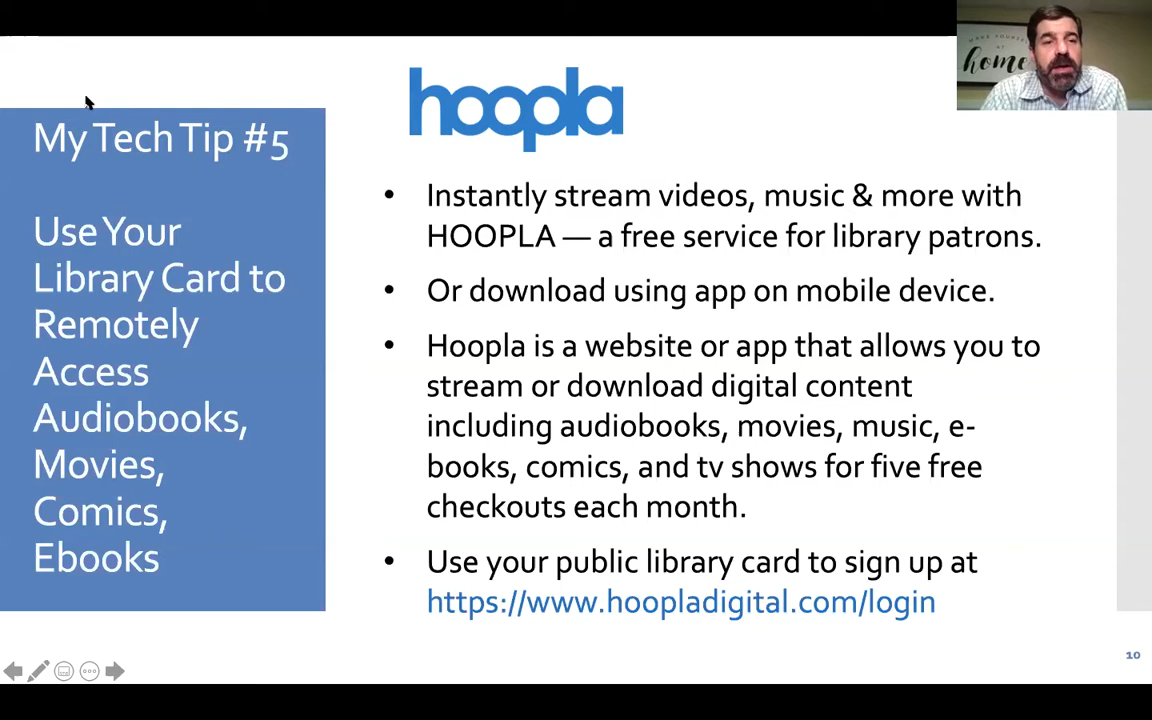 My Tech Tip #5
Use Your
Library Card to
Remotely
Access
Audiobooks,
Movies,
Comics,
Ebooks
hoopla
• Instantly stream videos, music & more with
HOOPLA — a free service for library patrons.
• Or download using app on mobile device.
• Hoopla is a website or app that allows you to
stream or download digital content
including audiobooks, movies, music, e-
books, comics, and tv shows for five free
checkouts each month.
• Use your public library card to sign up at
https://www.hoopladigital.com/login
MAKE YOURSELF
AT
home
10